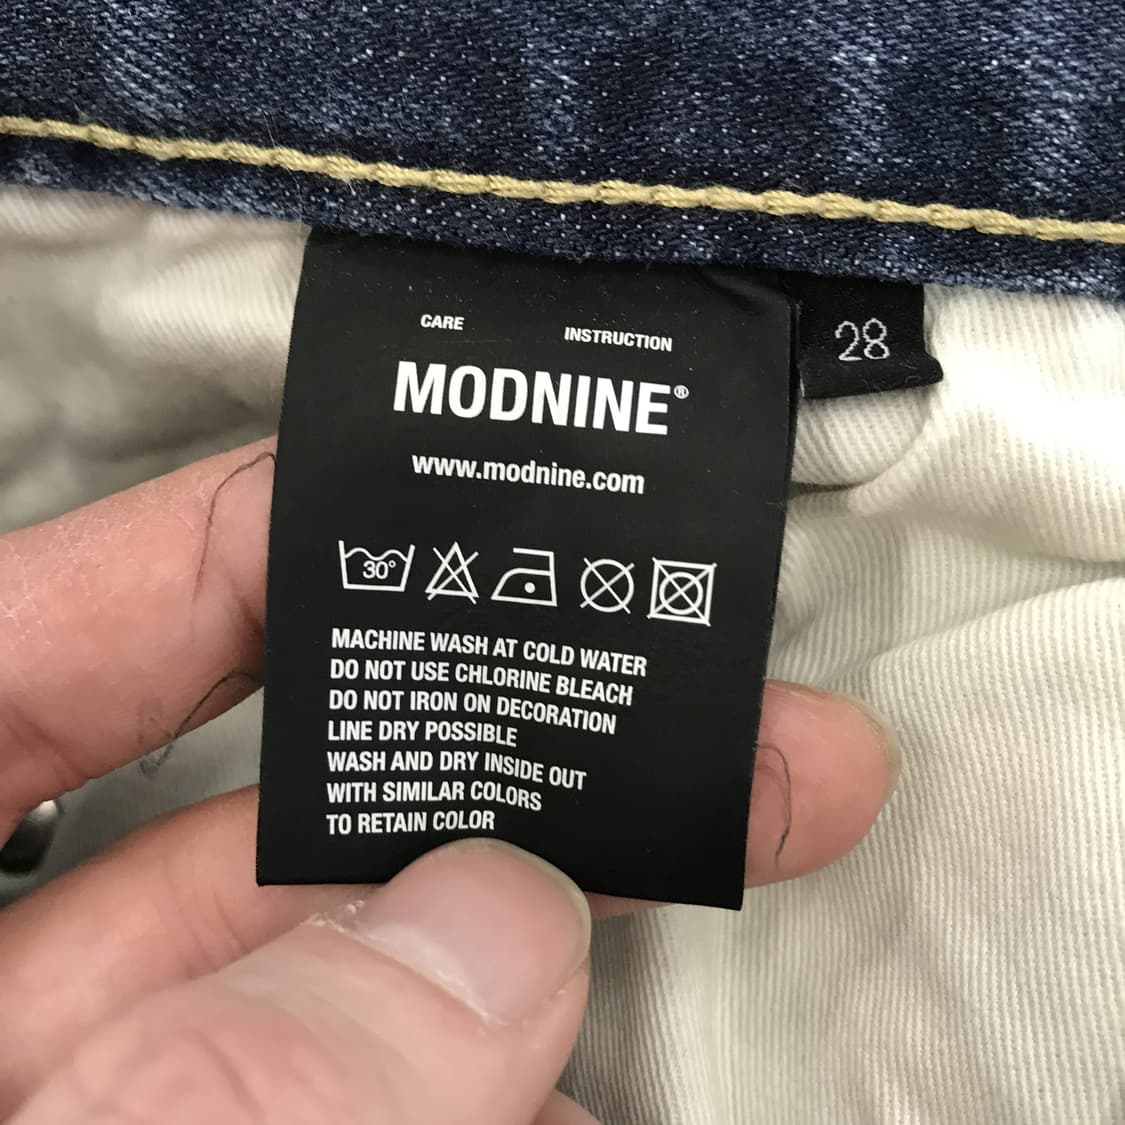 CARE INSTRUCTION
MODNINE®
www.modnine.com
28
30°
MACHINE WASH AT COLD WATER
DO NOT USE CHLORINE BLEACH
DO NOT IRON ON DECORATION
LINE DRY POSSIBLE
WASH AND DRY INSIDE OUT
WITH SIMILAR COLORS
TO RETAIN COLOR